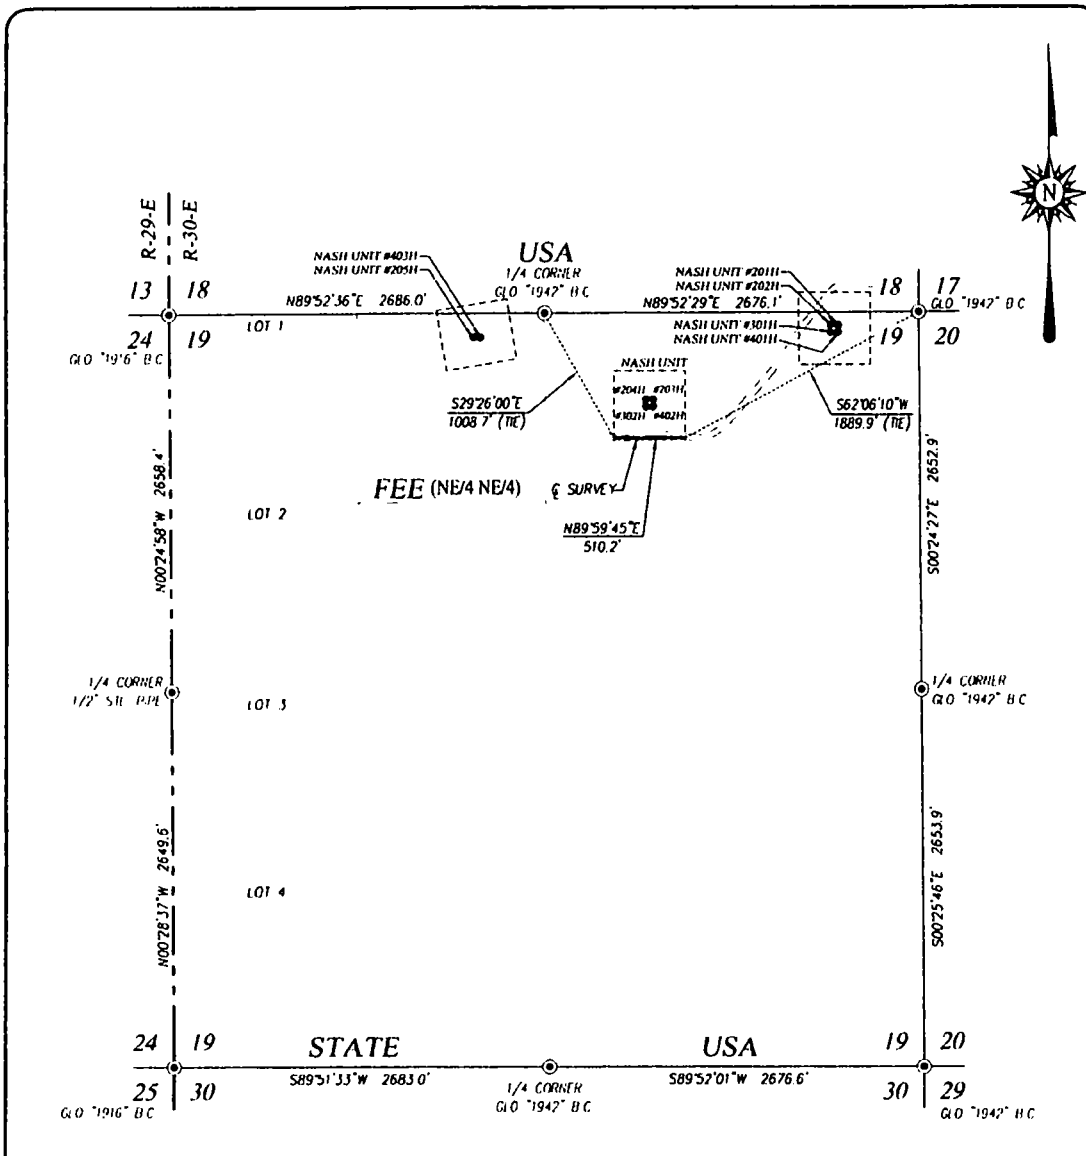 N
R-29-E
R-30-E
NASH UNIT #403H
NASH UNIT #205H
USA
1/4 CORNER
GLO "1942" B C
NASH UNIT #201H
NASH UNIT #202H
13 18
N89°52'36"E 2686.0'
N89°52'29"E 2676.1'
18 17
GLO "1942" B C
LOT 1
NASH UNIT #301H
NASH UNIT #401H
24 19
19 20
GLO "1916" B C
NASH UNIT
#204H #203H
#302H #402H
S29°26'00"E
1008.7' (TIE)
S62°06'10"W
1889.9' (TIE)
N00°24'58"W 2658.4'
S00°24'27"E 2652.9'
FEE (NE/4 NE/4)
℄ SURVEY
LOT 2
N89°59'45"E
510.2'
1/4 CORNER
1/2" STL PIPE
1/4 CORNER
GLO "1942" B C
LOT 3
N00°28'37"W 2649.6'
S00°25'46"E 2653.9'
LOT 4
24 19
STATE
USA
19 20
S89°51'33"W 2683.0'
S89°52'01"W 2676.6'
25 30
1/4 CORNER
GLO "1942" B C
30 29
GLO "1916" B C
GLO "1942" B C